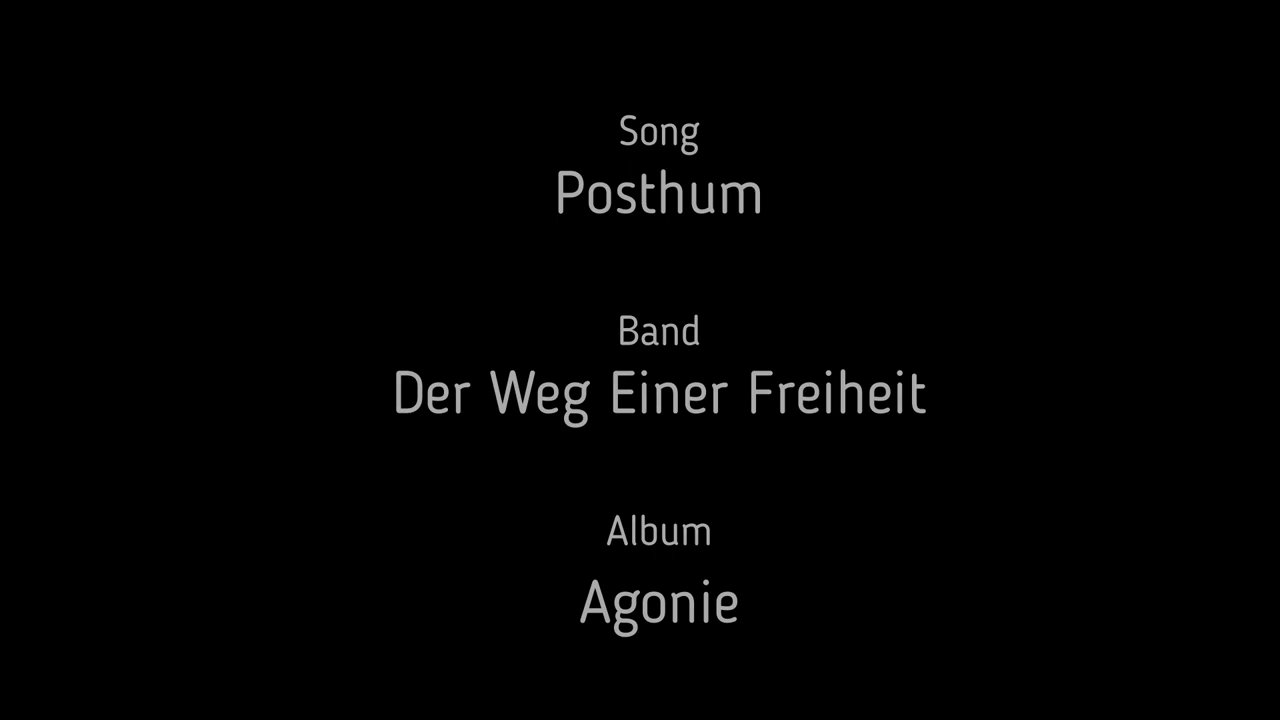 Song
Posthum
Band
Der Weg Einer Freiheit
Album
Agonie